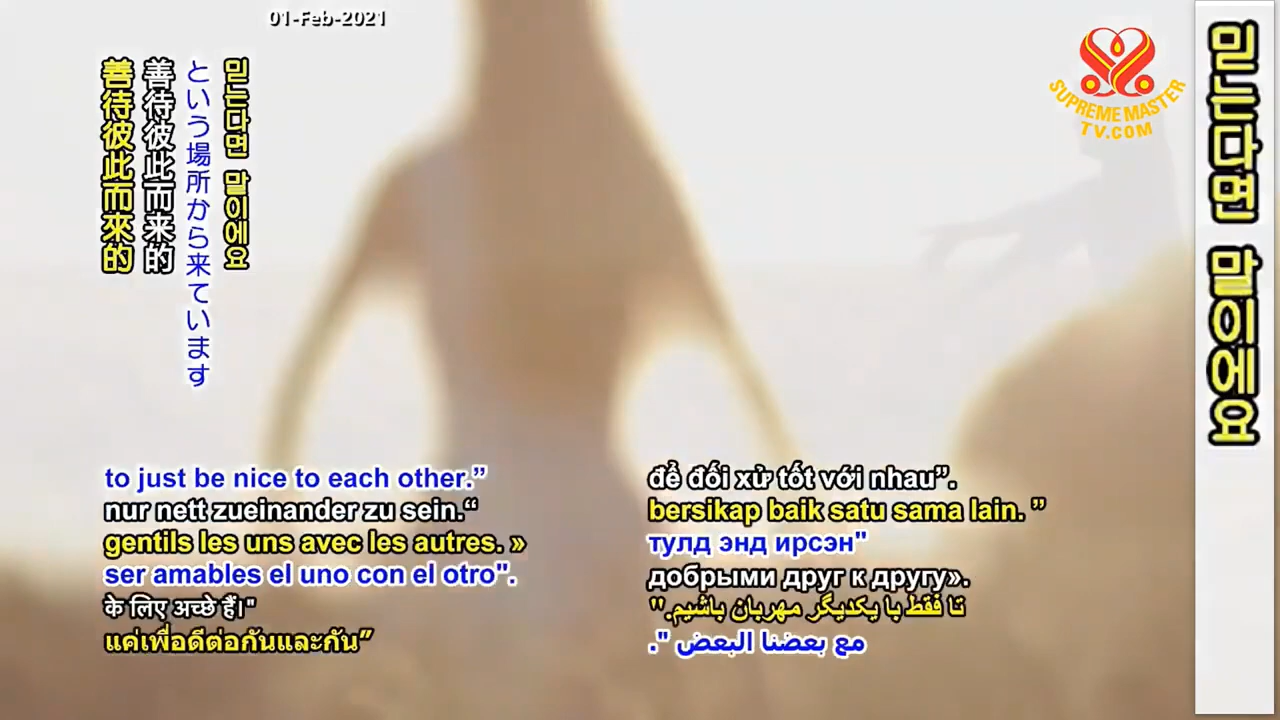 01-Feb-2021
SUPREME MASTER
TV.COM
믿는다면 말이에요
という場所から来ています
善待彼此而来的
善待彼此而來的
to just be nice to each other.”
nur nett zueinander zu sein.“
gentils les uns avec les autres. »
ser amables el uno con el otro".
के लिए अच्छे हैं।"
แค่เพื่อดีต่อกันและกัน”
để đối xử tốt với nhau”.
bersikap baik satu sama lain. ”
тулд энд ирсэн"
добрыми друг к другу».
تا فقط با یکدیگر مهربان باشیم."
مع بعضنا البعض ".
믿는다면 말이에요